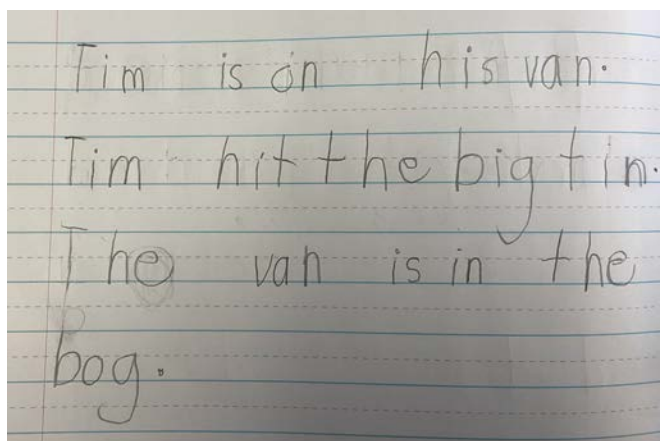 Tim is on his van.
Tim hit the big tin.
The van is in the
bog.